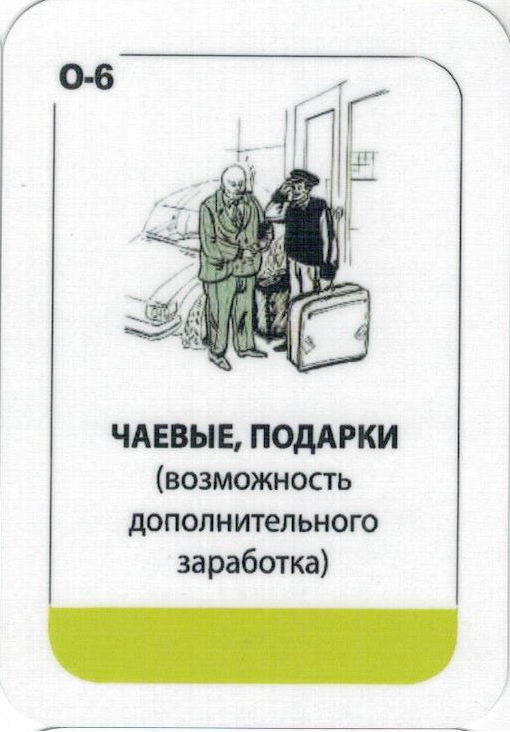 О-6
ЧАЕВЫЕ, ПОДАРКИ
(возможность
дополнительного
заработка)